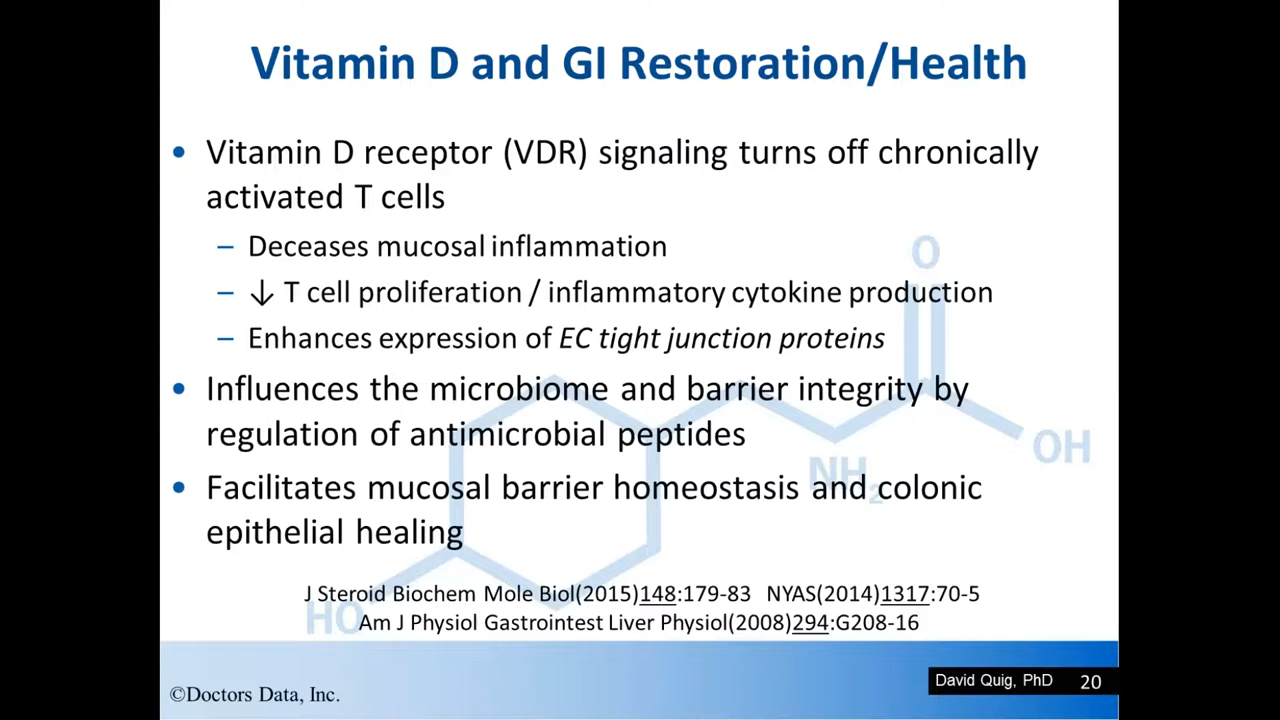 Vitamin D and GI Restoration/Health
• Vitamin D receptor (VDR) signaling turns off chronically
activated T cells
– Deceases mucosal inflammation
– ↓ T cell proliferation / inflammatory cytokine production
– Enhances expression of EC tight junction proteins
• Influences the microbiome and barrier integrity by
regulation of antimicrobial peptides
• Facilitates mucosal barrier homeostasis and colonic
epithelial healing
O
OH
NH2
HO
J Steroid Biochem Mole Biol(2015)148:179-83 NYAS(2014)1317:70-5
Am J Physiol Gastrointest Liver Physiol(2008)294:G208-16
©Doctors Data, Inc.
David Quig, PhD 20